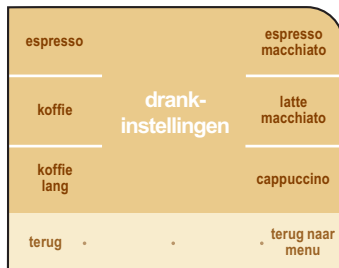 espresso
espresso
macchiato
drank-
instellingen
koffie
latte
macchiato
koffie
lang
cappuccino
terug
terug naar
menu